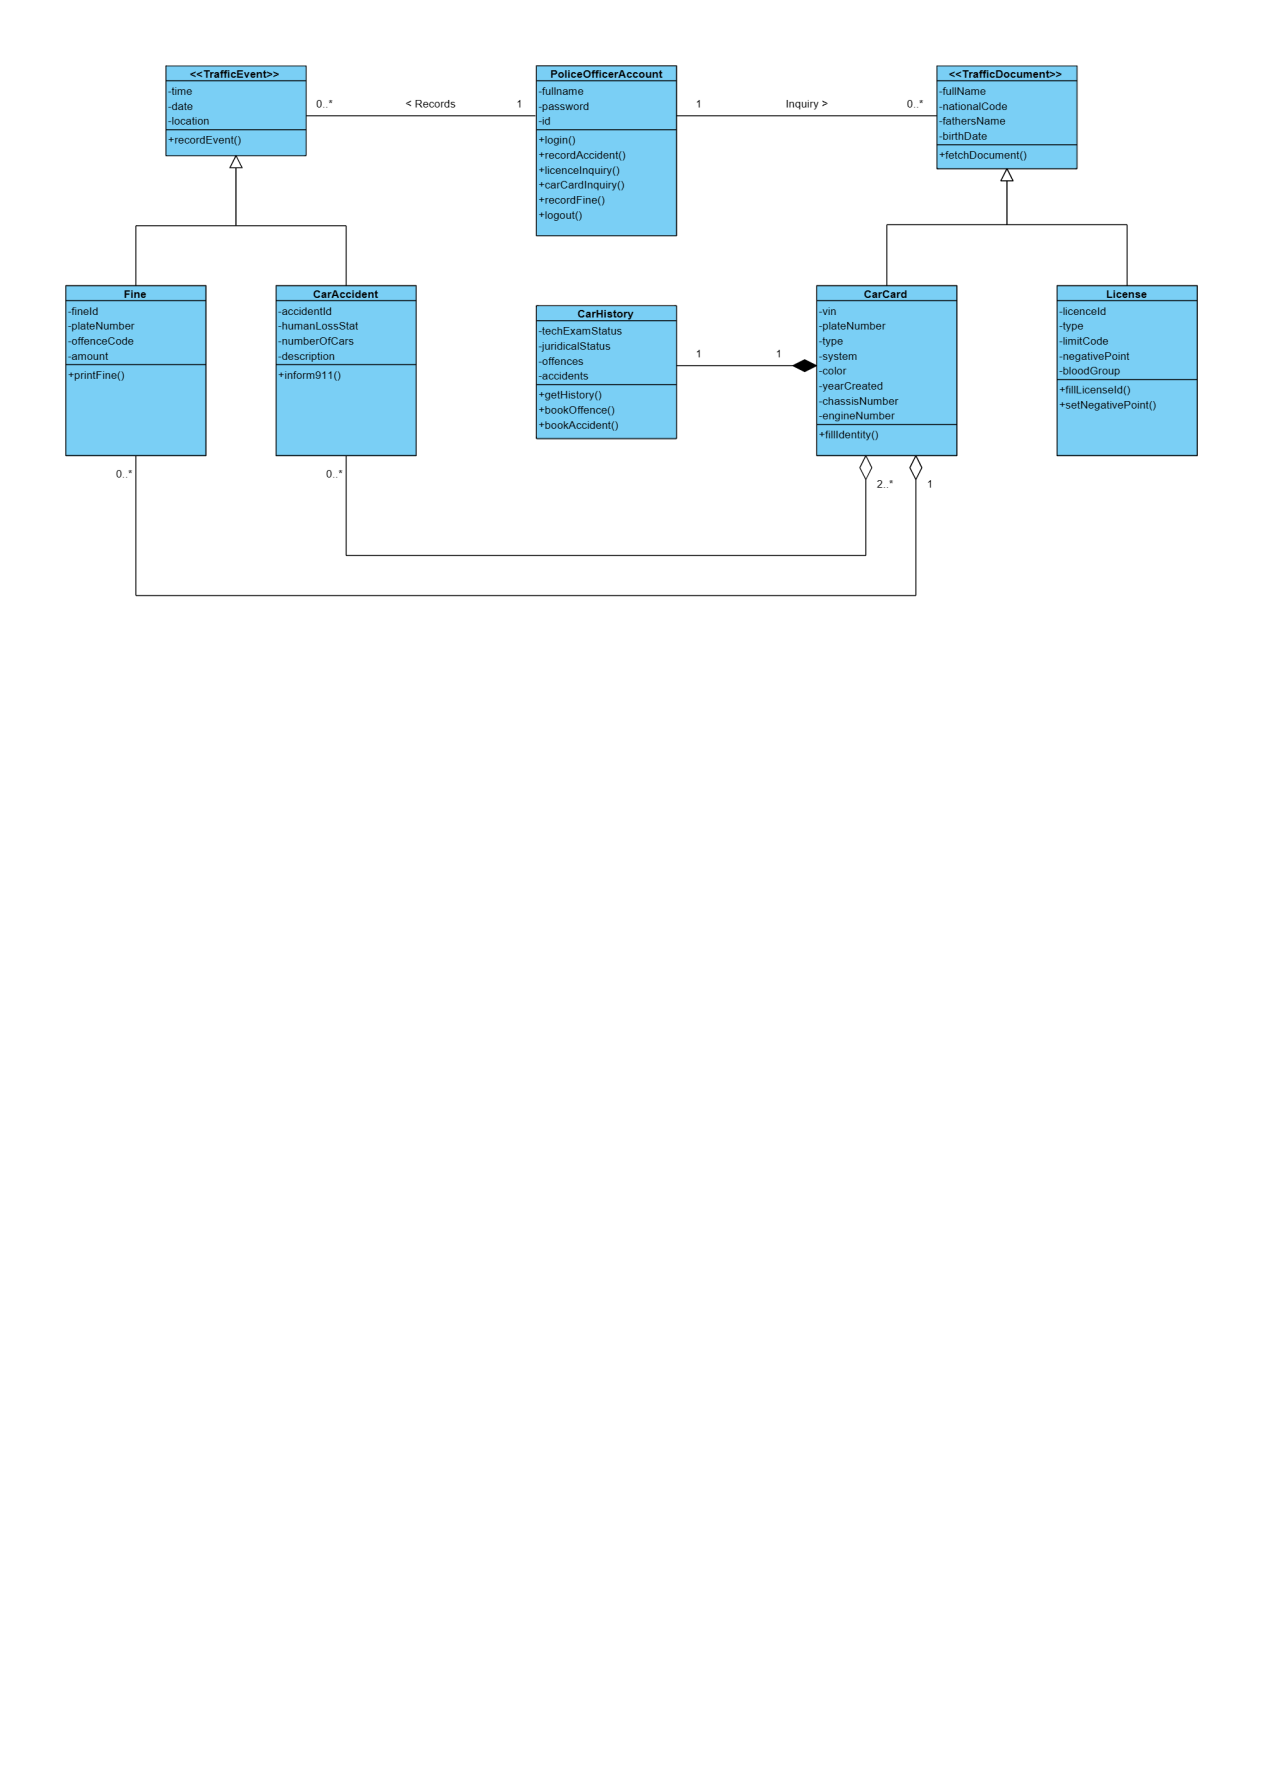 <<TrafficEvent>>
-time
-date
-location
+recordEvent()
0..*
< Records
1
PoliceOfficerAccount
-fullname
-password
-id
+login()
+recordAccident()
+licenceInquiry()
+carCardInquiry()
+recordFine()
+logout()
1
Inquiry >
0..*
<<TrafficDocument>>
-fullName
-nationalCode
-fathersName
-birthDate
+fetchDocument()
Fine
-fineId
-plateNumber
-offenceCode
-amount
+printFine()
0..*
CarAccident
-accidentId
-humanLossStat
-numberOfCars
-description
+inform911()
0..*
CarHistory
-techExamStatus
-juridicalStatus
-offences
-accidents
+getHistory()
+bookOffence()
+bookAccident()
1
1
CarCard
-vin
-plateNumber
-type
-system
-color
-yearCreated
-chassisNumber
-engineNumber
+fillIdentity()
2..*
1
License
-licenceId
-type
-limitCode
-negativePoint
-bloodGroup
+fillLicenseId()
+setNegativePoint()